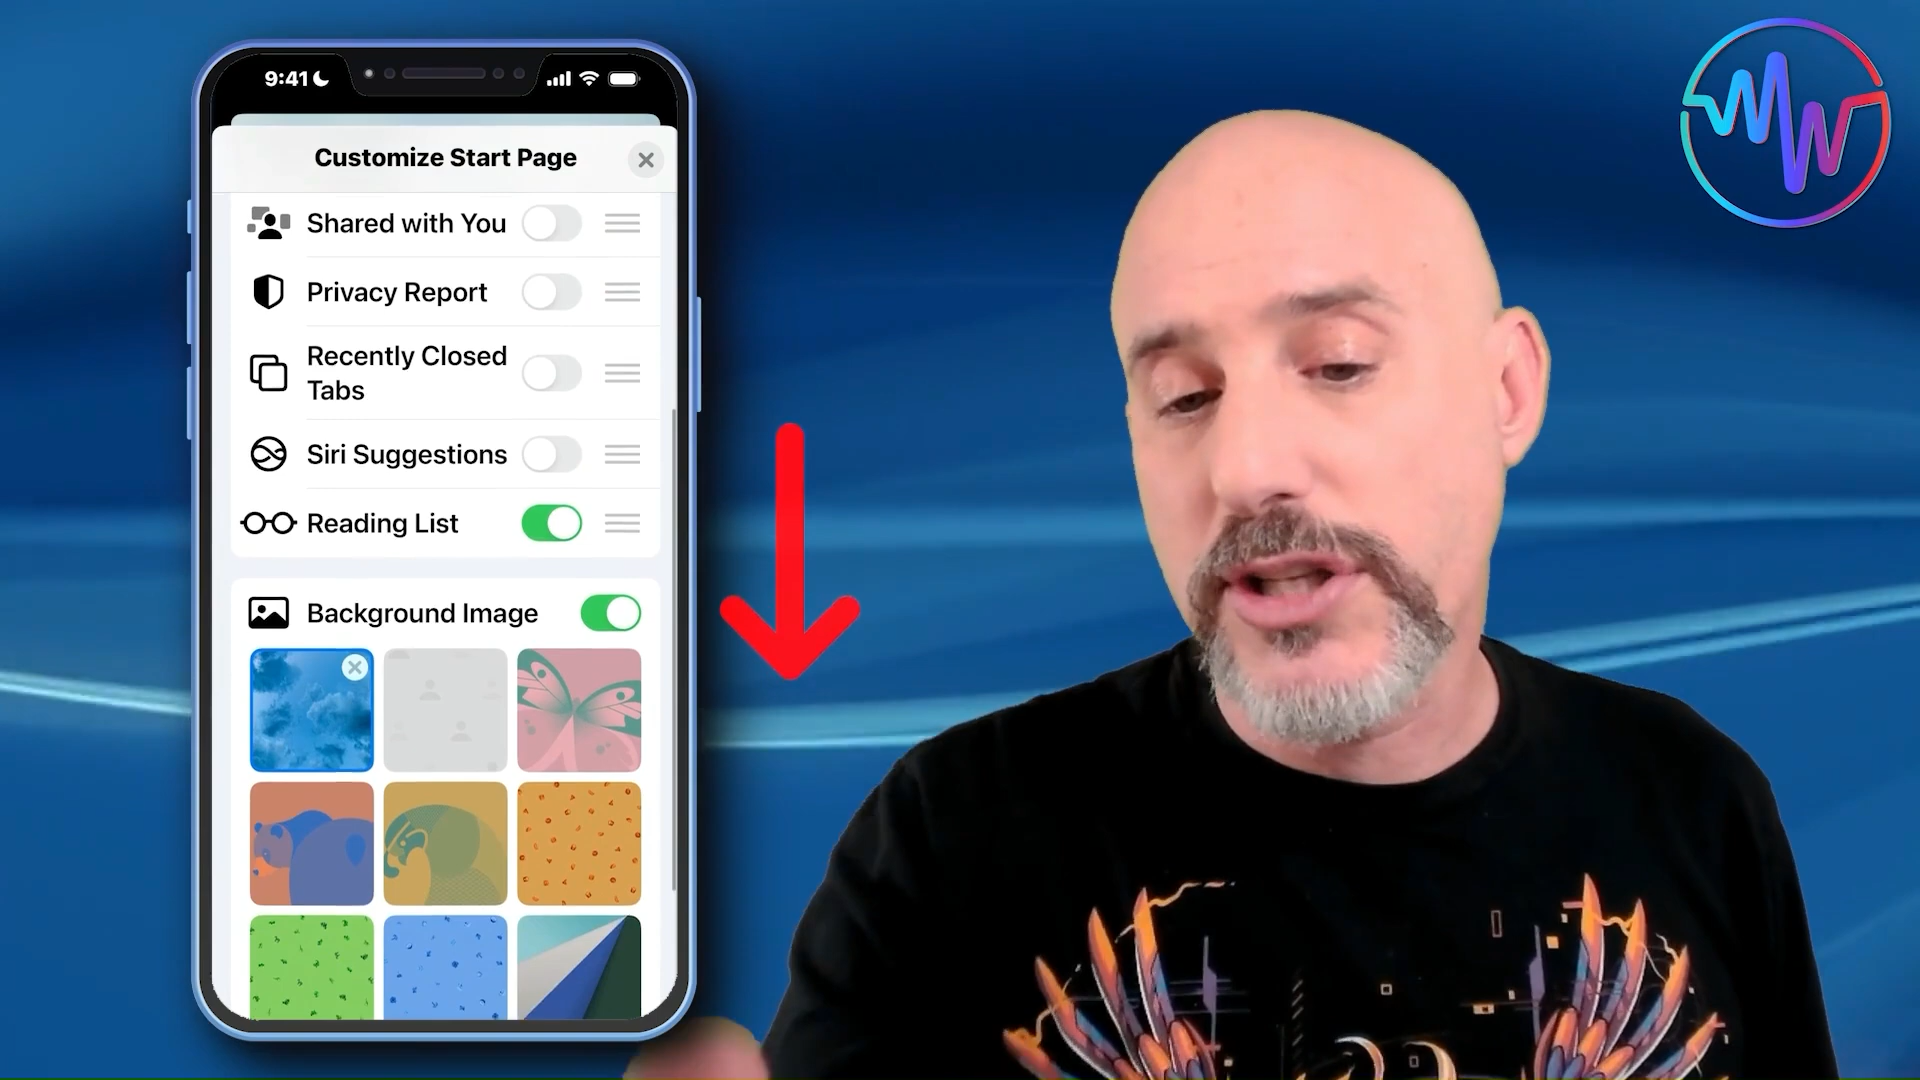 9:41
Customize Start Page
Shared with You
Privacy Report
Recently Closed
Tabs
Siri Suggestions
Reading List
Background Image
MW